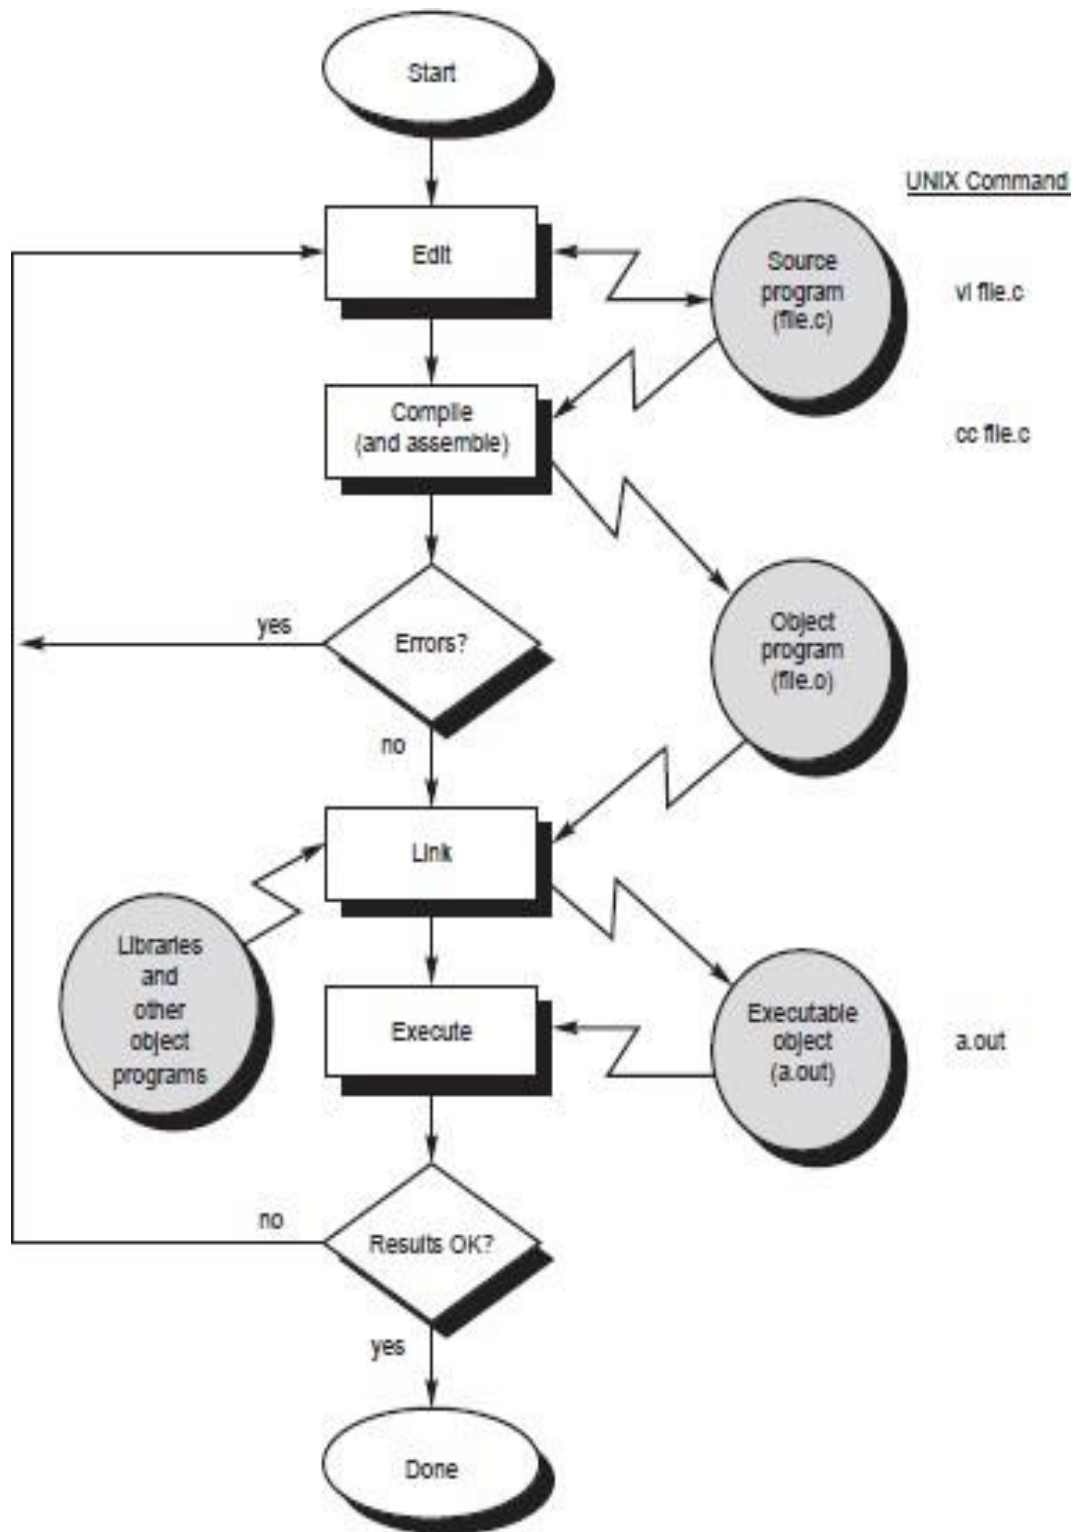 Start
UNIX Command
Edit
Source
program
(file.c)
vi file.c
Compile
(and assemble)
cc file.c
yes
Errors?
Object
program
(file.o)
no
Link
Libraries
and
other
object
programs
Execute
Executable
object
(a.out)
a.out
no
Results OK?
yes
Done